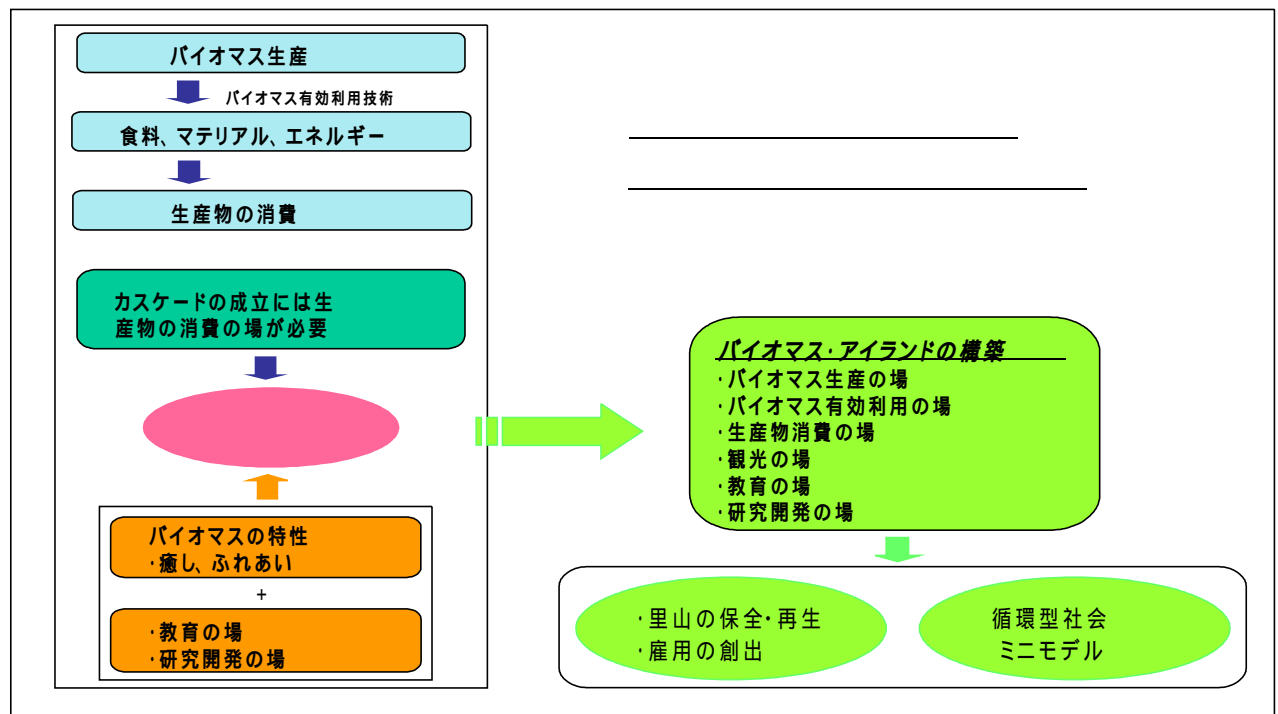 バイオマス生産
バイオマス有効利用技術
食料、マテリアル、エネルギー
生産物の消費
カスケードの成立には生
産物の消費の場が必要
バイオマスの特性
・癒し、ふれあい
+
・教育の場
・研究開発の場
バイオマス・アイランドの構築
・バイオマス生産の場
・バイオマス有効利用の場
・生産物消費の場
・観光の場
・教育の場
・研究開発の場
・里山の保全・再生
・雇用の創出
循環型社会
ミニモデル